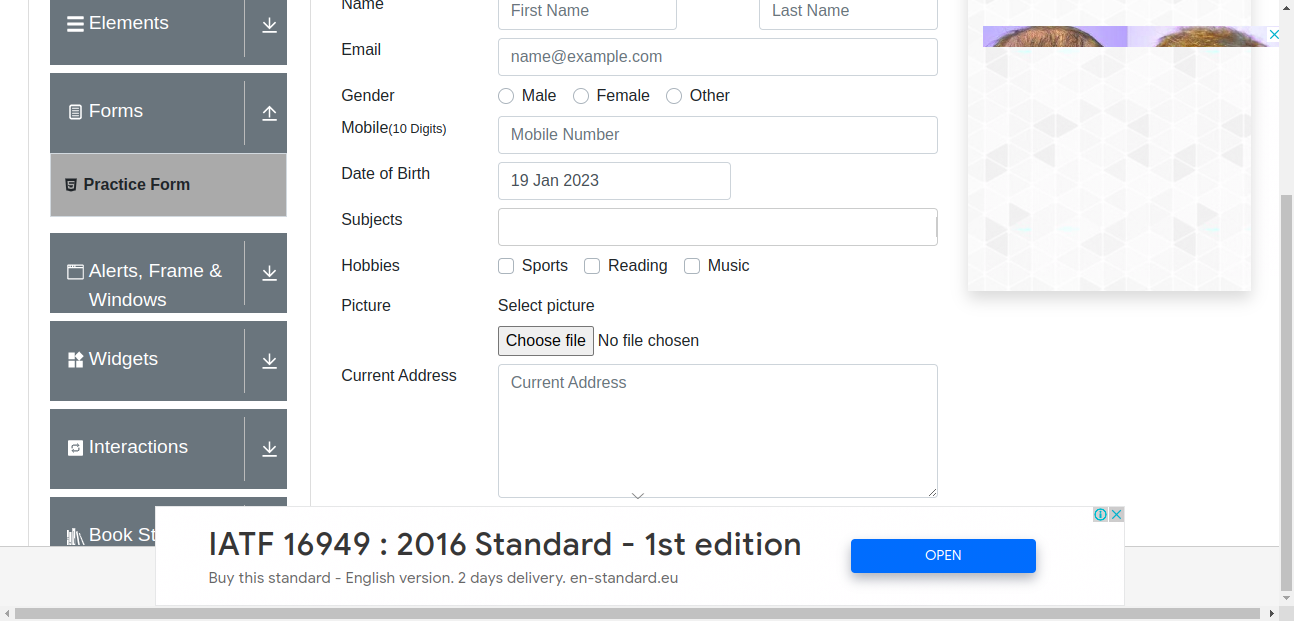 Elements
Forms
Practice Form
Alerts, Frame &
Windows
Widgets
Interactions
Name
First Name
Last Name
Email
name@example.com
Gender
Male
Female
Other
Mobile(10 Digits)
Mobile Number
Date of Birth
19 Jan 2023
Subjects
Hobbies
Sports
Reading
Music
Picture
Select picture
Choose file No file chosen
Current Address
Current Address
Book St
IATF 16949 : 2016 Standard - 1st edition
Buy this standard - English version. 2 days delivery. en-standard.eu
OPEN